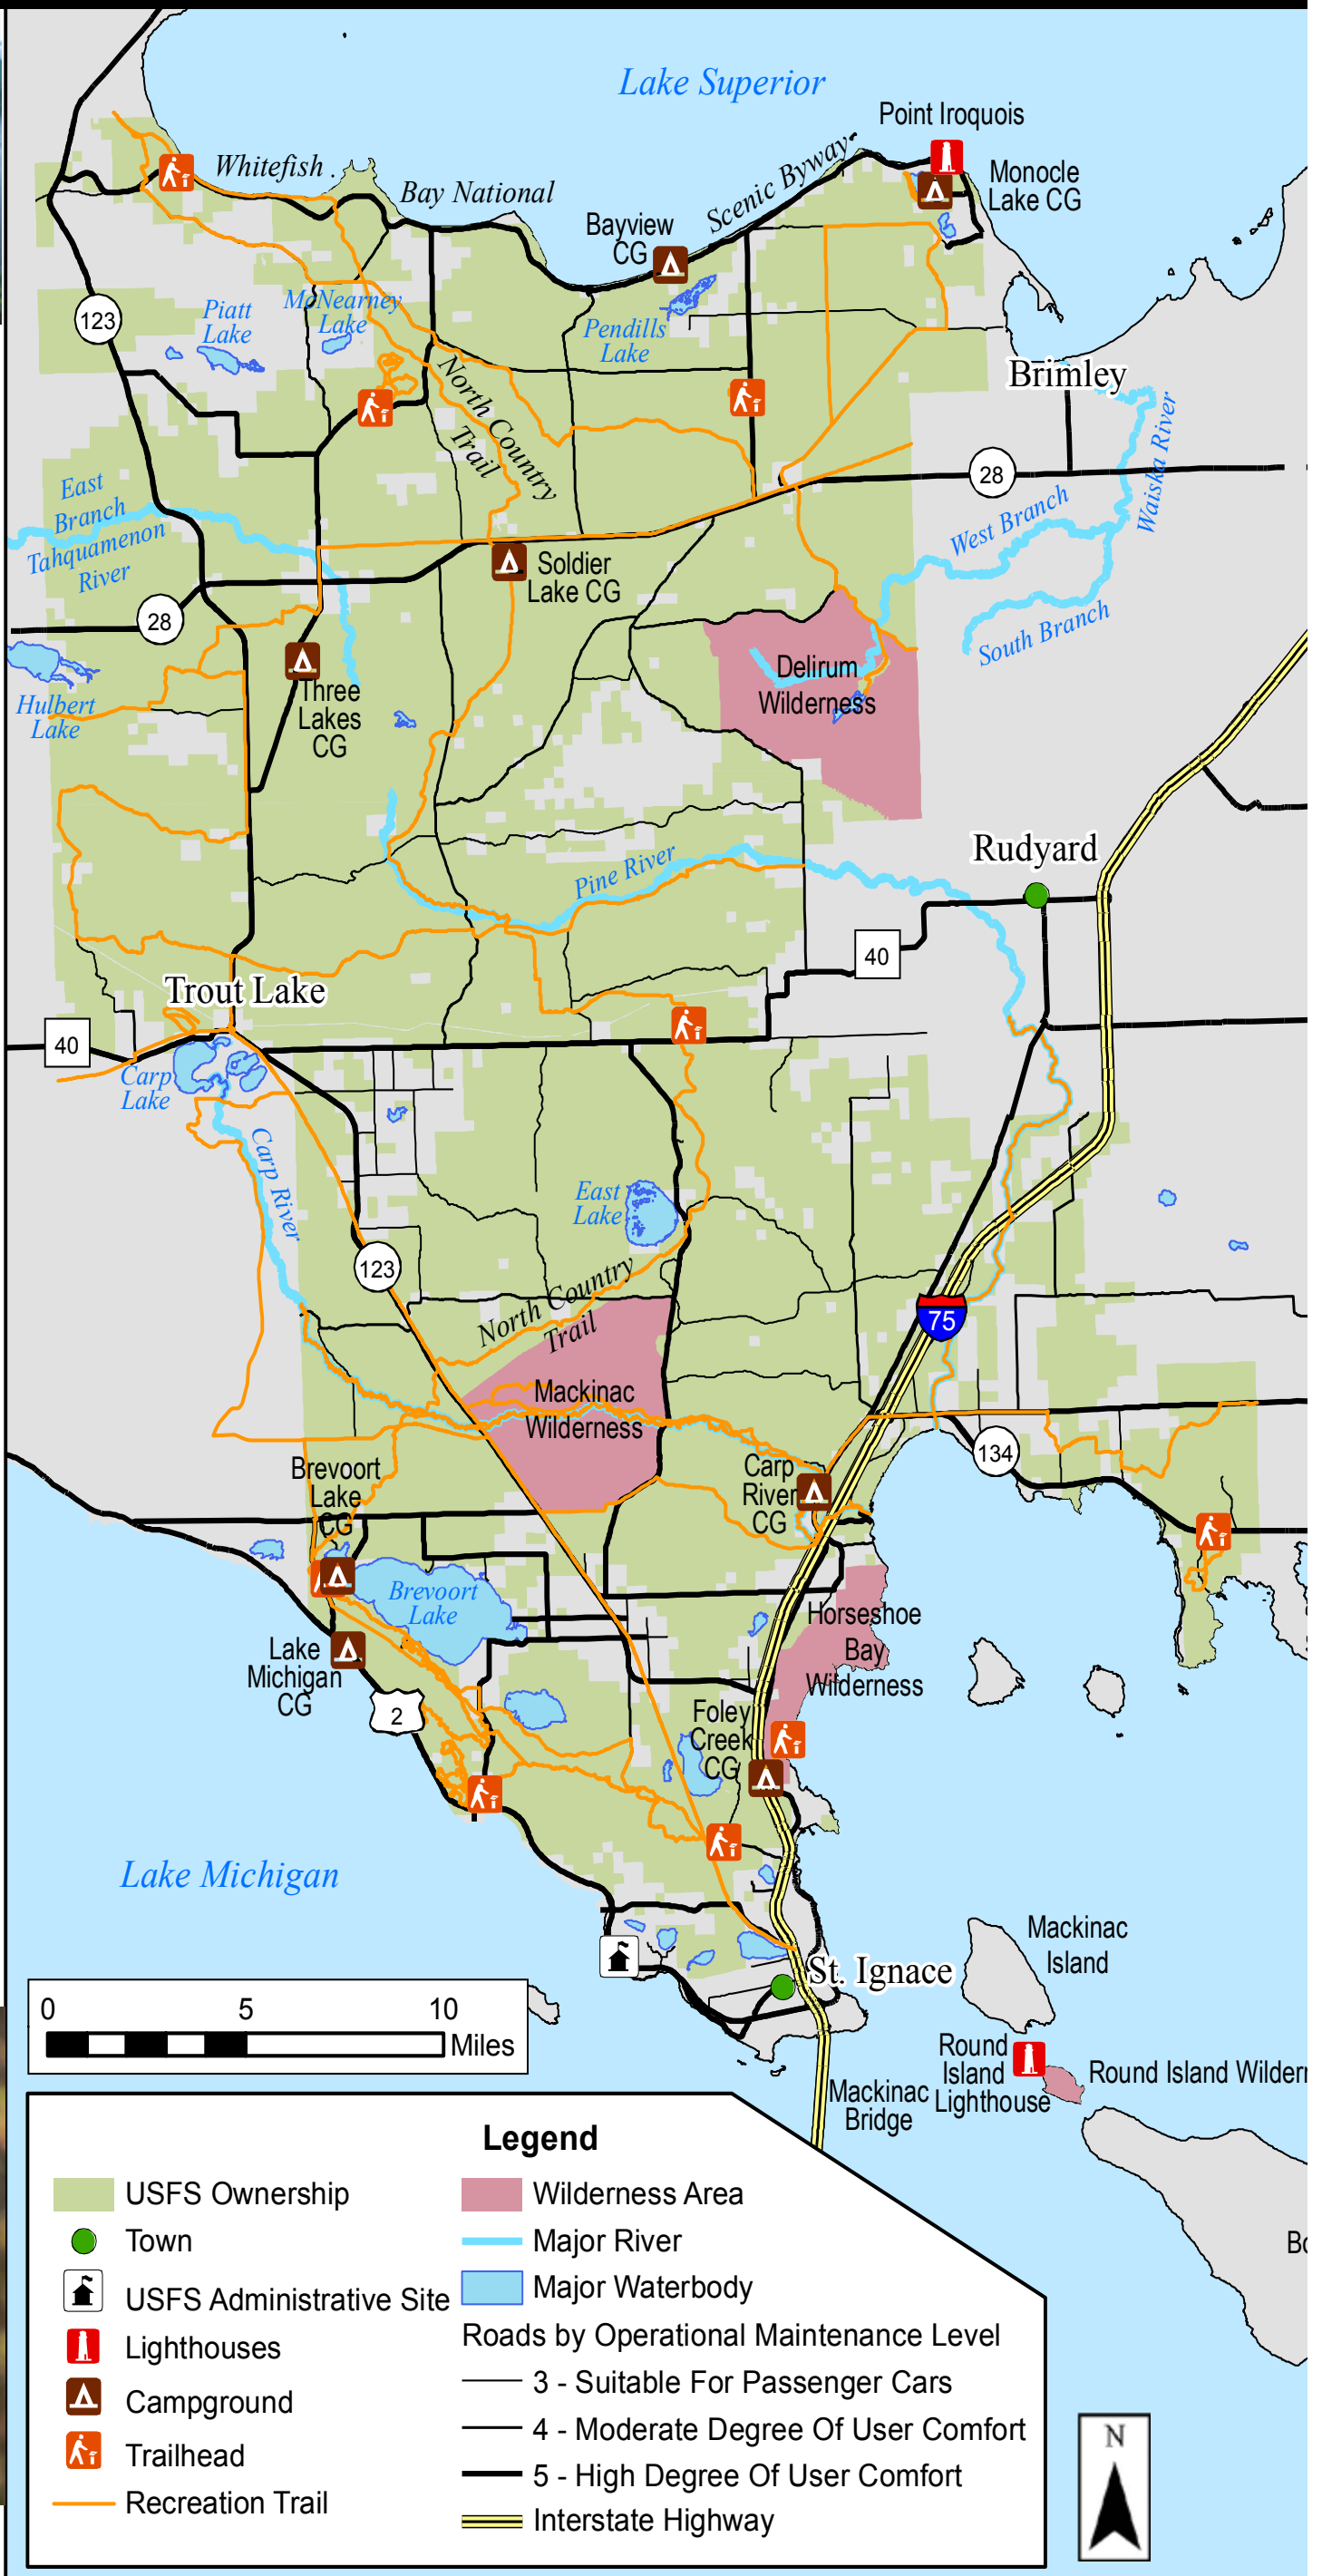 Lake Superior
Point Iroquois
Whitefish
Bay National
Scenic Byway
Monocle
Lake CG
Bayview
CG
123
Piatt
Lake
McNearney
Lake
Pendills
Lake
Brimley
North Country
Trail
Waiska River
28
East
Branch
Tahquamenon
River
West Branch
Soldier
Lake CG
28
South Branch
Hulbert
Lake
Three
Lakes
CG
Delirum
Wilderness
Rudyard
Pine River
40
Trout Lake
40
Carp
Lake
Carp River
East
Lake
123
North Country
Trail
75
Mackinac
Wilderness
134
Brevoort
Lake
CG
Carp
River
CG
Brevoort
Lake
Horseshoe
Bay
Wilderness
Lake
Michigan
CG
2
Foley
Creek
CG
Lake Michigan
Mackinac
Island
St. Ignace
0 5 10
Miles
Round
Island
Lighthouse
Round Island Wilder
Mackinac
Bridge
Legend
USFS Ownership
Town
USFS Administrative Site
Lighthouses
Campground
Trailhead
Recreation Trail
Wilderness Area
Major River
Major Waterbody
Roads by Operational Maintenance Level
3 - Suitable For Passenger Cars
4 - Moderate Degree Of User Comfort
5 - High Degree Of User Comfort
Interstate Highway
Bo
N